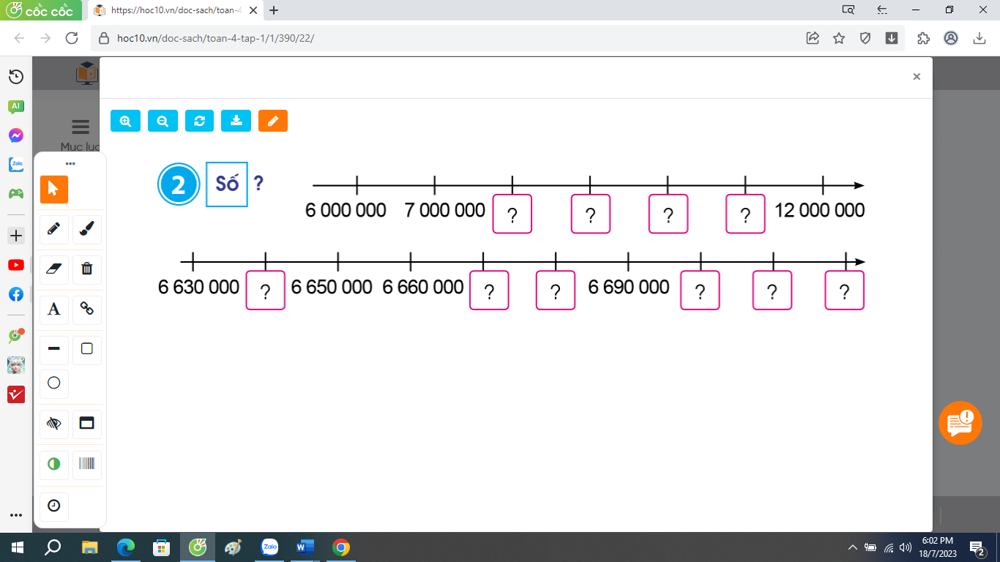 cốc cốc
https://hoc10.vn/doc-sach/toan-4
hoc10.vn/doc-sach/toan-4-tap-1/1/390/22/
AI
Mục lục
Zalo
2 Số ?
6 000 000 7 000 000 ? ? ? ? 12 000 000
6 630 000 ? 6 650 000 6 660 000 ? ? 6 690 000 ? ? ?
A
Zalo
6:02 PM
18/7/2023
2